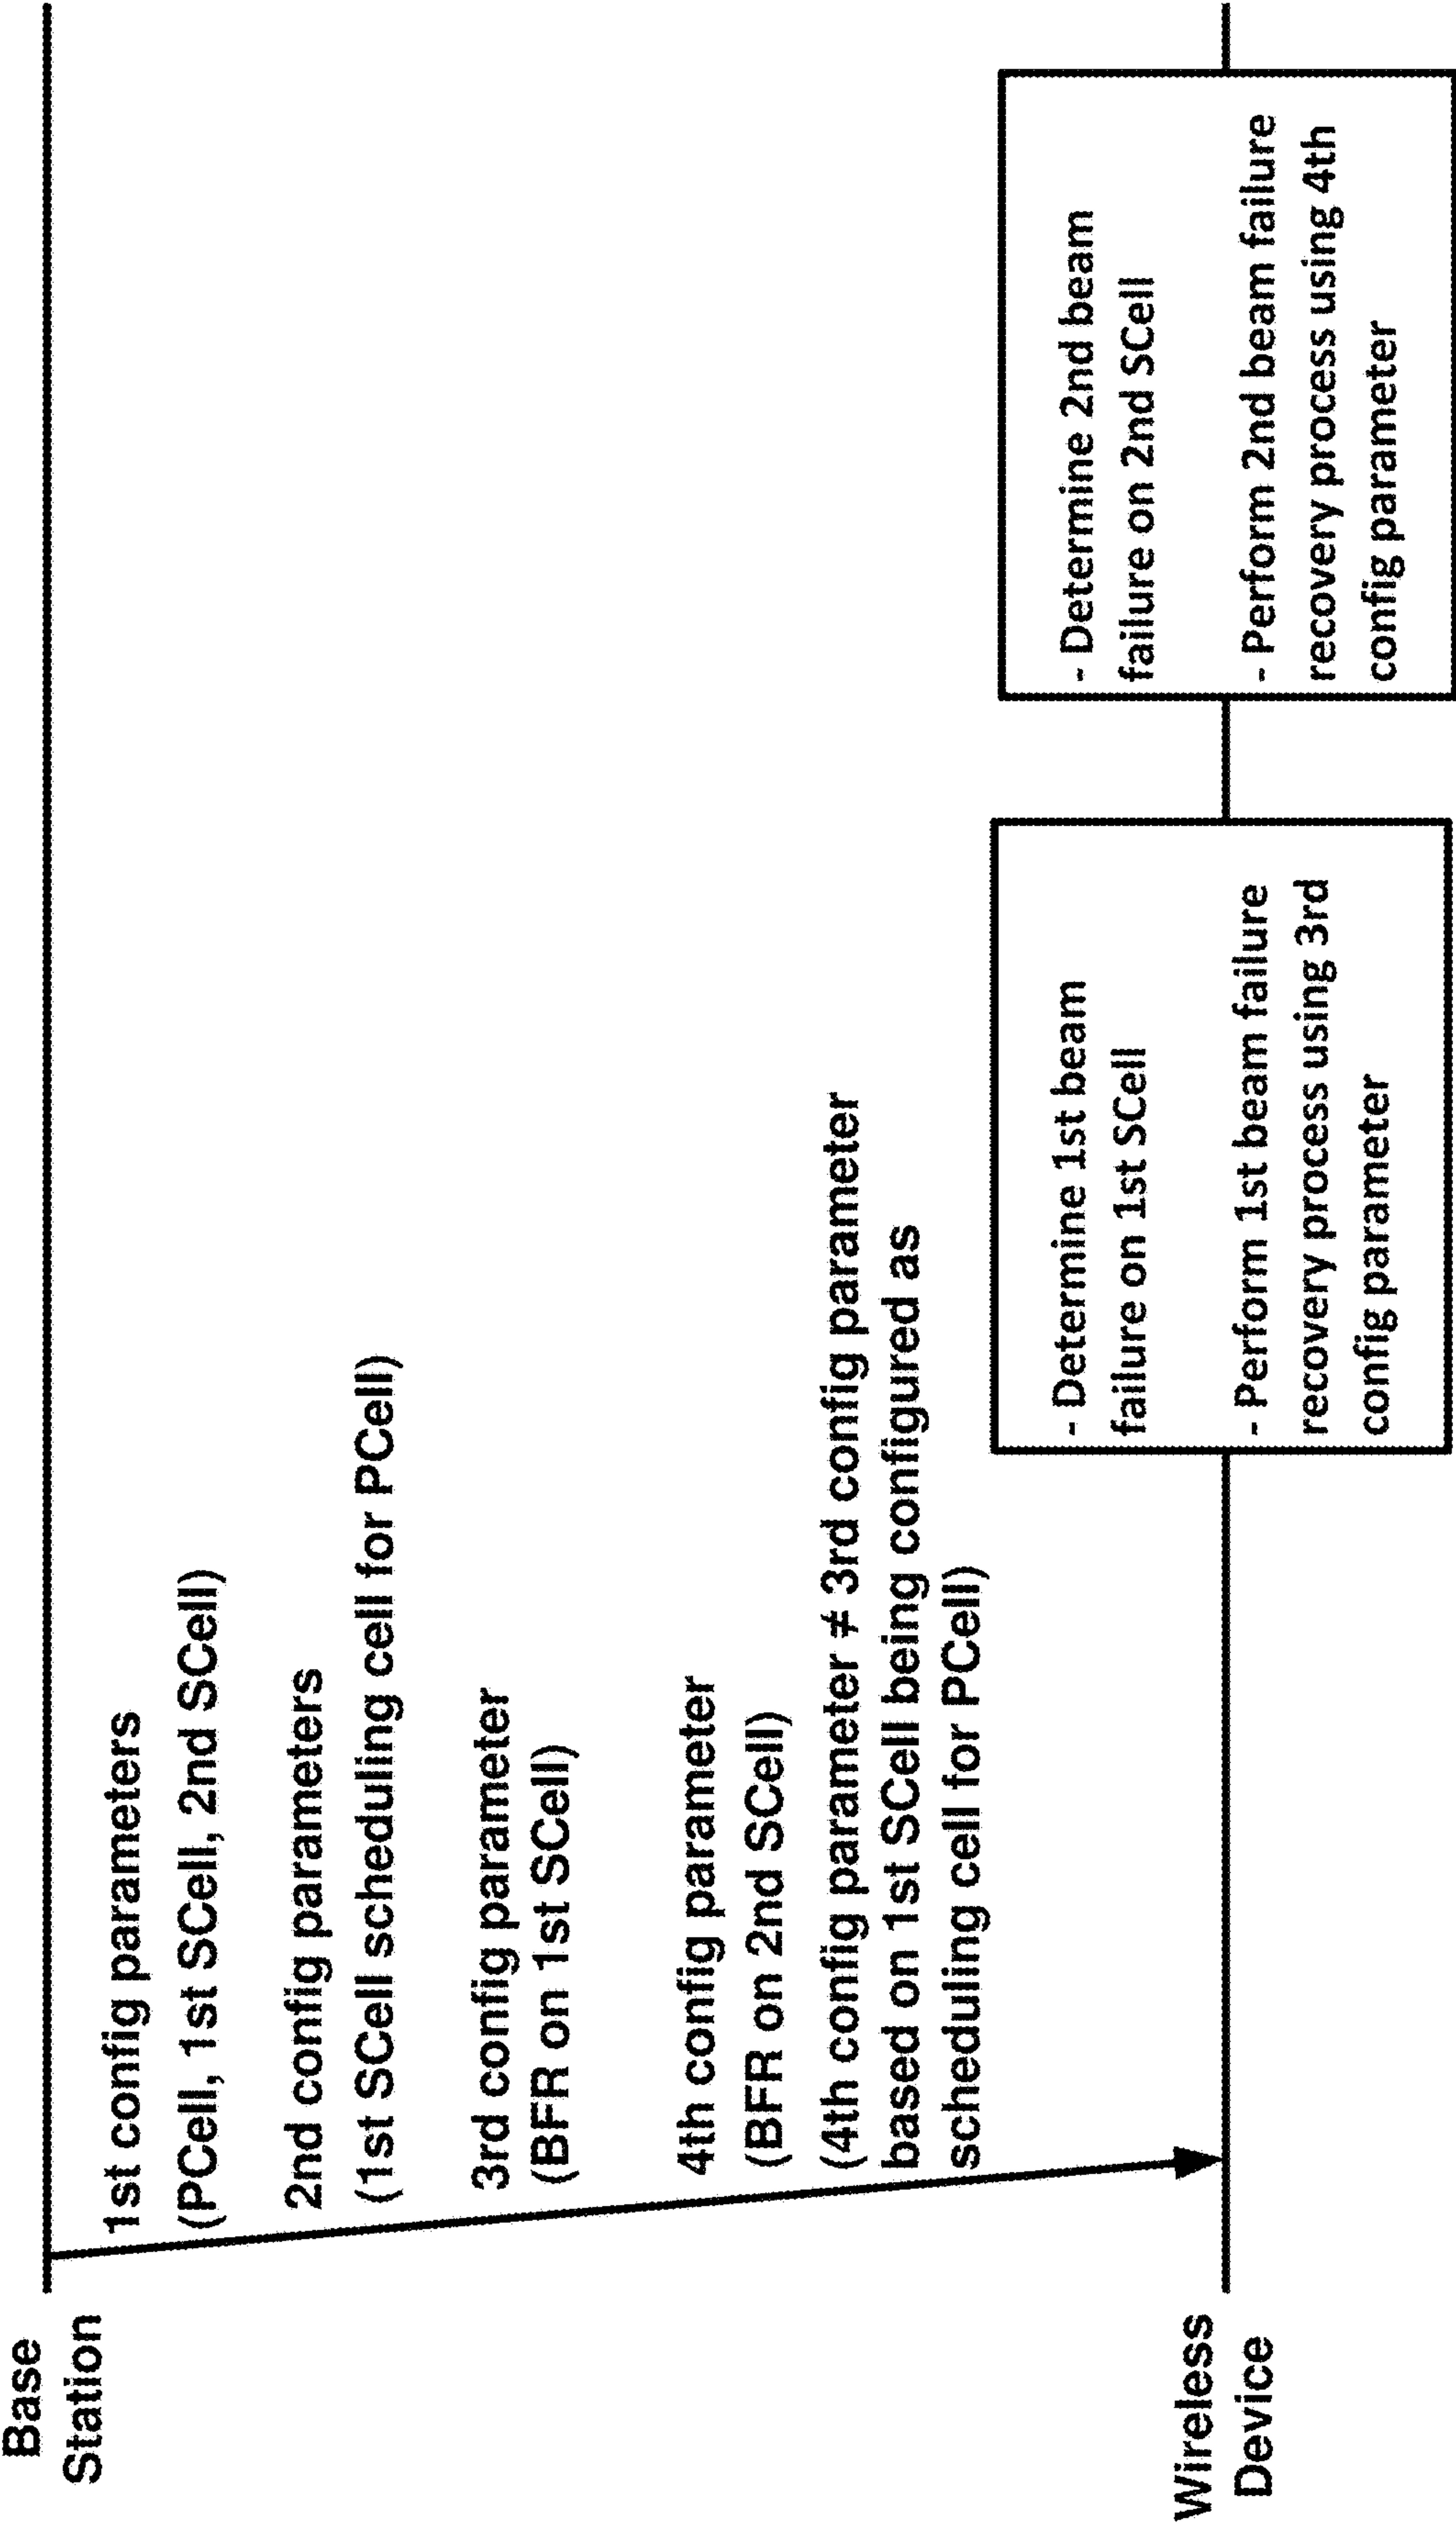 Base
Station
1st config parameters
(PCell, 1st SCell, 2nd SCell)
2nd config parameters
(1st SCell scheduling cell for PCell)
3rd config parameter
(BFR on 1st SCell)
4th config parameter
(BFR on 2nd SCell)
(4th config parameter ≠ 3rd config parameter
based on 1st SCell being configured as
scheduling cell for PCell)
Wireless
Device
- Determine 1st beam
failure on 1st SCell
- Perform 1st beam failure
recovery process using 3rd
config parameter
- Determine 2nd beam
failure on 2nd SCell
- Perform 2nd beam failure
recovery process using 4th
config parameter